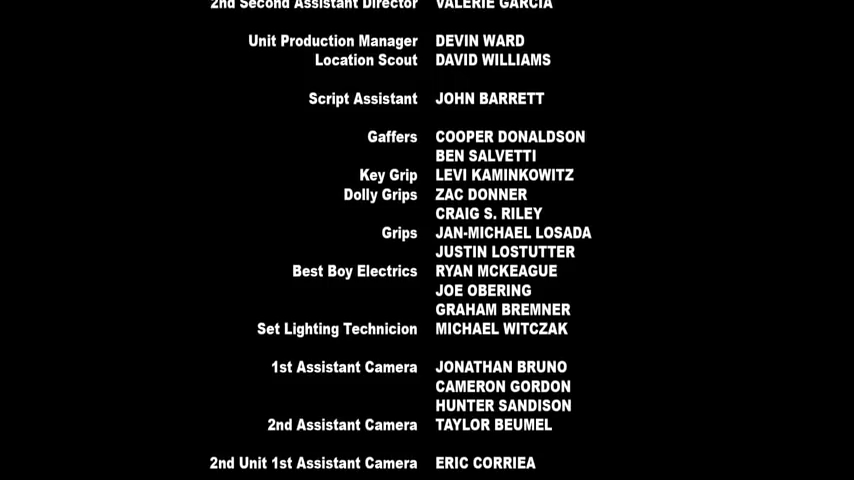 2nd Second Assistant Director VALERIE GARCIA
Unit Production Manager DEVIN WARD
Location Scout DAVID WILLIAMS
Script Assistant JOHN BARRETT
Gaffers COOPER DONALDSON
BEN SALVETTI
Key Grip LEVI KAMINKOWITZ
Dolly Grips ZAC DONNER
CRAIG S. RILEY
Grips JAN-MICHAEL LOSADA
JUSTIN LOSTUTTER
Best Boy Electrics RYAN MCKEAGUE
JOE OBERING
GRAHAM BREMNER
Set Lighting Technicion MICHAEL WITCZAK
1st Assistant Camera JONATHAN BRUNO
CAMERON GORDON
HUNTER SANDISON
2nd Assistant Camera TAYLOR BEUMEL
2nd Unit 1st Assistant Camera ERIC CORRIEA